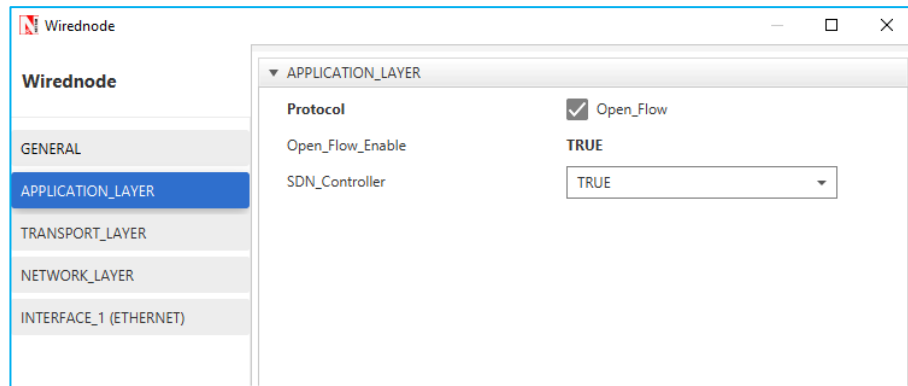 Wirednode
Wirednode
GENERAL
APPLICATION_LAYER
TRANSPORT_LAYER
NETWORK_LAYER
INTERFACE_1 (ETHERNET)
APPLICATION_LAYER
Protocol Open_Flow
Open_Flow_Enable TRUE
SDN_Controller TRUE